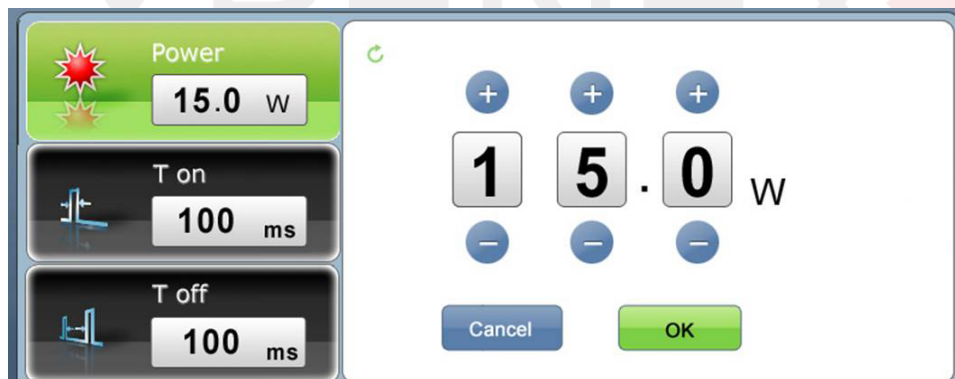 Power
15.0 W
T on
100 ms
T off
100 ms
+ + +
1 5 . 0 W
− − −
Cancel OK